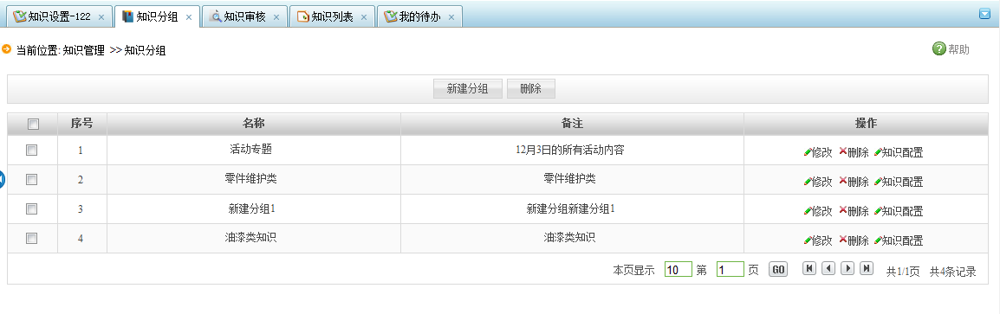 知识设置-122 知识分组 知识审核 知识列表 我的待办
当前位置: 知识管理 >> 知识分组 帮助
新建分组 删除
序号 名称 备注 操作
1 活动专题 12月3日的所有活动内容 修改 删除 知识配置
2 零件维护类 零件维护类 修改 删除 知识配置
3 新建分组1 新建分组新建分组1 修改 删除 知识配置
4 油漆类知识 油漆类知识 修改 删除 知识配置
本页显示 10 第 1 页 GO 共1/1页 共4条记录